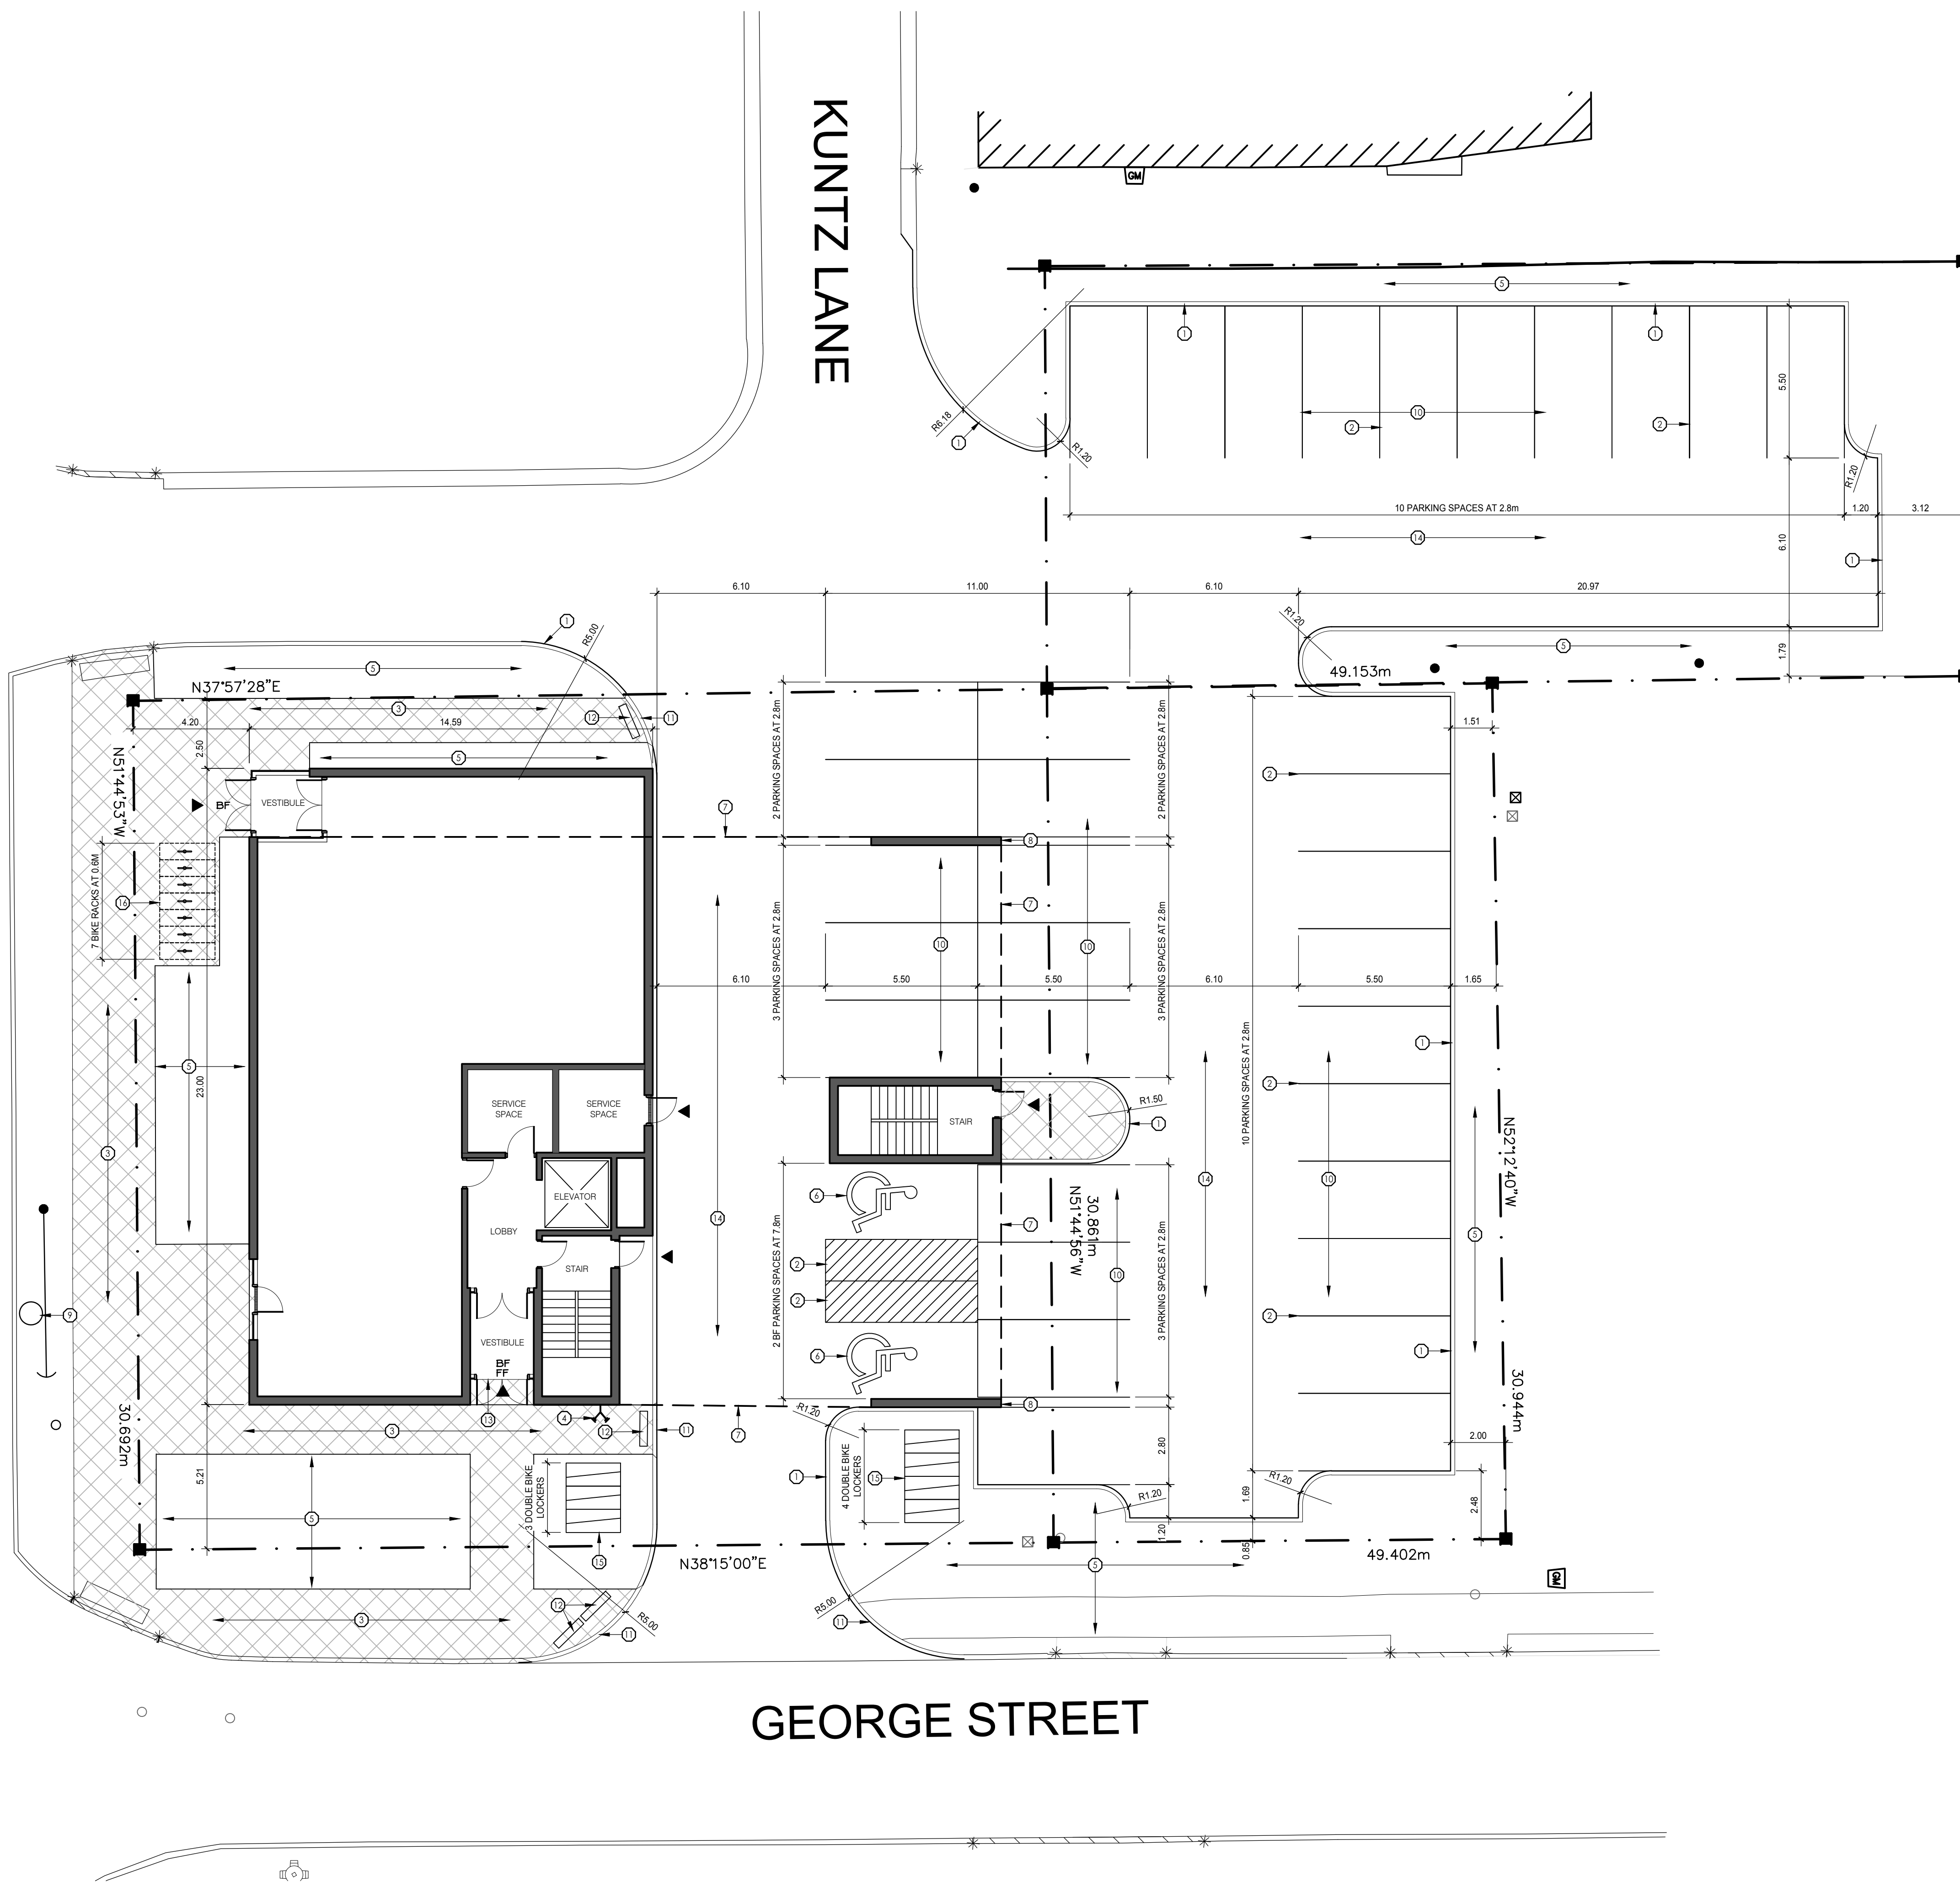 KUNTZ LANE
GM
5
1
1
5.50
R6.18
1
R1.20
10
2
2
R1.20
10 PARKING SPACES AT 2.8m
1.20
3.12
14
6.10
1
6.10
11.00
6.10
20.97
1
R5.00
R1.20
5
5
1.79
49.153m
N37°57'28"E
3
12
11
4.20
14.59
1.51
2.50
5
2 PARKING SPACES AT 2.8m
2 PARKING SPACES AT 2.8m
2
N51°44'53"W
BF
VESTIBULE
7
8
7 BIKE RACKS AT 0.6M
16
7
3 PARKING SPACES AT 2.8m
10
10
3 PARKING SPACES AT 2.8m
6.10
5.50
5.50
6.10
5.50
1.65
5
23.00
1
10 PARKING SPACES AT 2.8m
2
SERVICE
SPACE
SERVICE
SPACE
STAIR
R1.50
1
3
N52°12'40"W
ELEVATOR
6
14
10
14
LOBBY
7
30.861m
N51°44'56"W
5
2 BF PARKING SPACES AT 7.8m
3 PARKING SPACES AT 2.8m
STAIR
2
10
2
9
2
VESTIBULE
6
1
BF
FF
30.692m
13
4
12
11
7
8
R1.20
30.944m
3
2.00
5.21
3 DOUBLE BIKE
LOCKERS
1
4 DOUBLE BIKE
LOCKERS
15
2.80
R1.20
R1.20
1.69
2.48
5
15
1.20
0.85
N38°15'00"E
5
49.402m
GM
3
12
R5.00
11
R5.00
11
GEORGE STREET